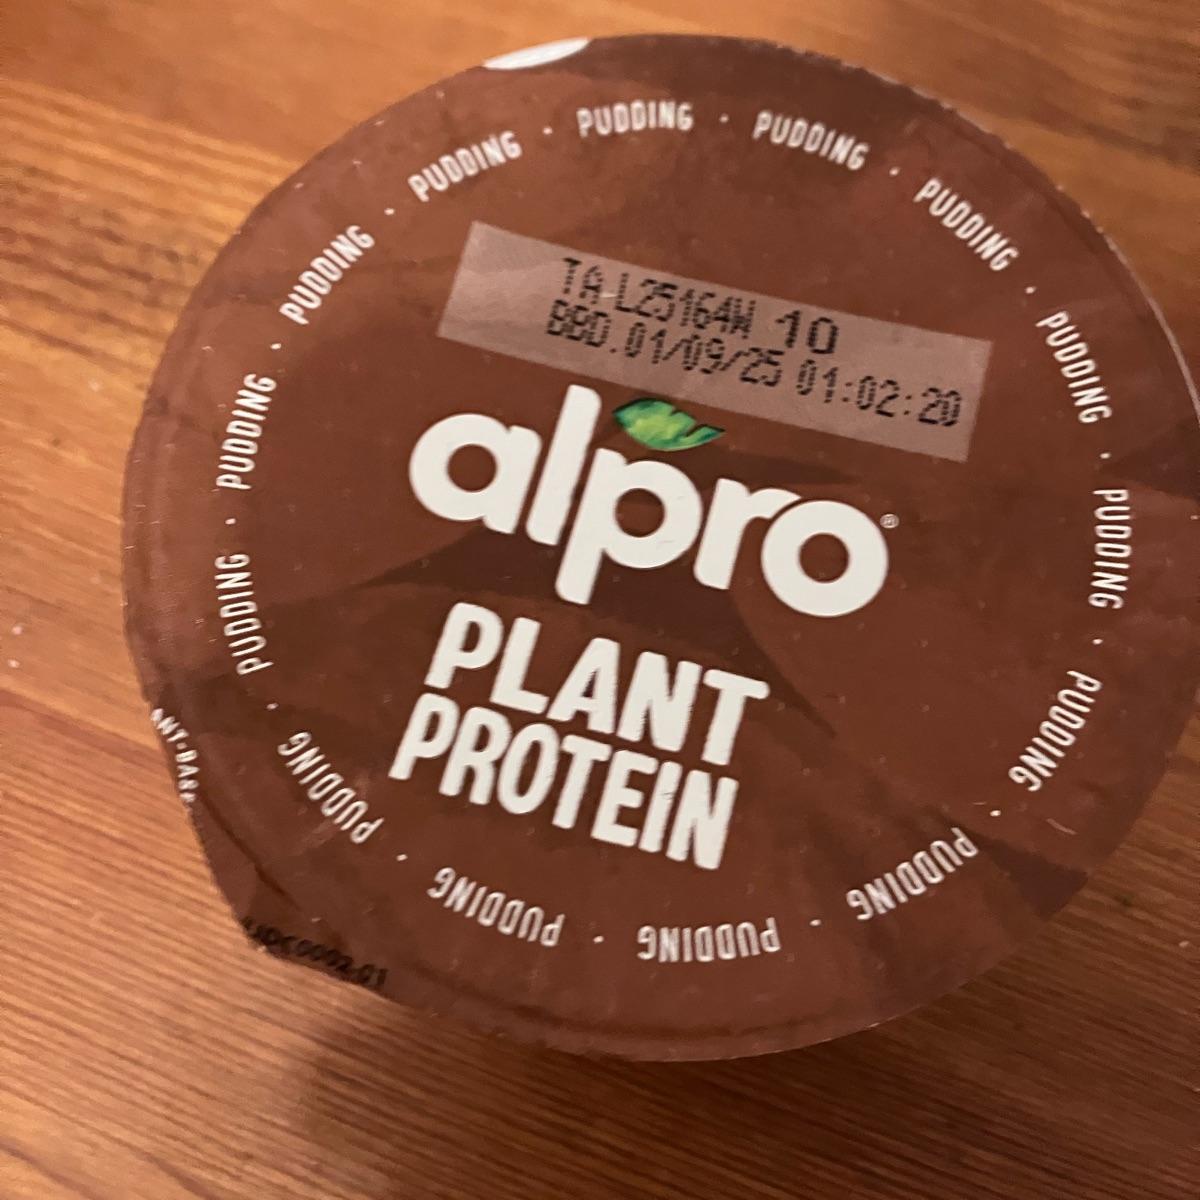 PUDDING · PUDDING · PUDDING · PUDDING · PUDDING · PUDDING · PUDDING · PUDDING · PUDDING · PUDDING · PUDDING · PUDDING · PUDDING · PUDDING ·
TA L25164W 10
BBD.01/09/25 01:02:20
alpro®
PLANT
PROTEIN